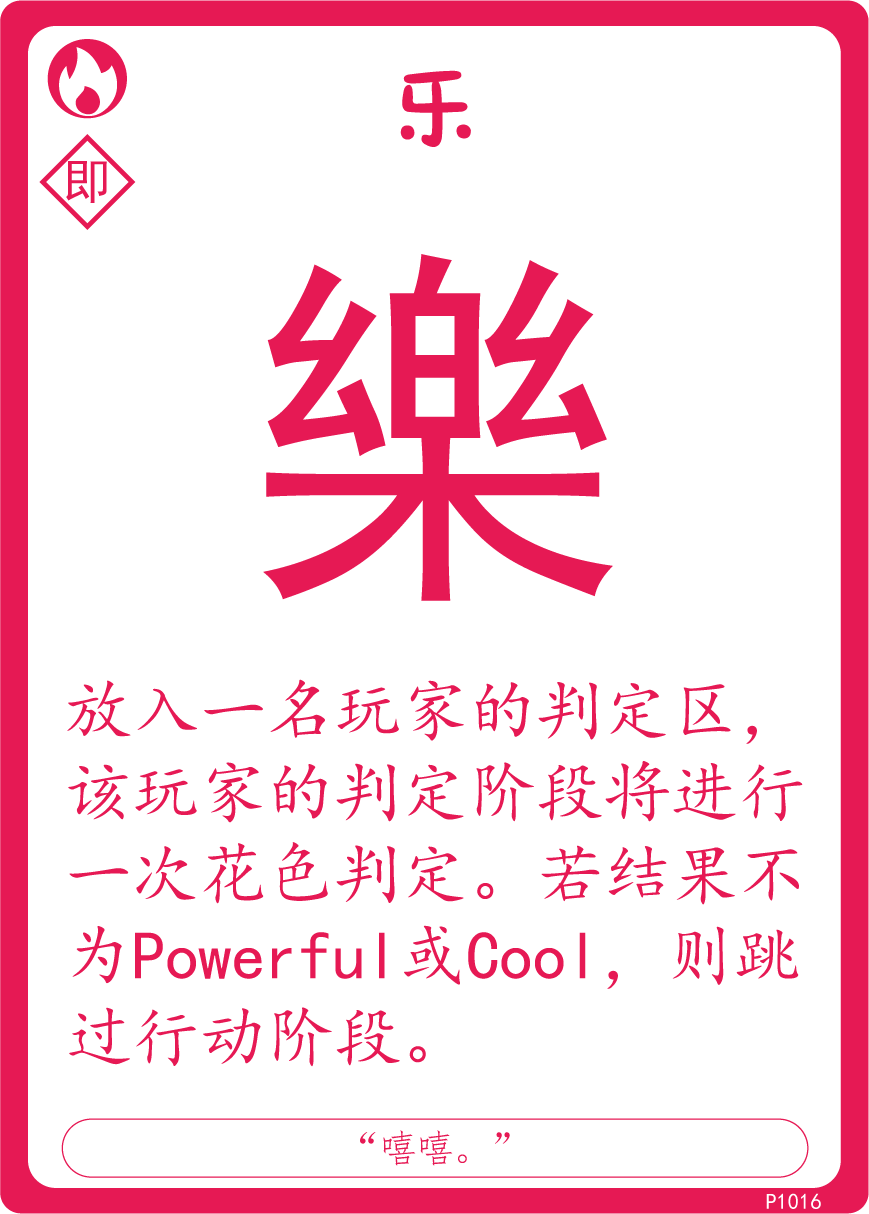 乐
即
樂
放入一名玩家的判定区，
该玩家的判定阶段将进行
一次花色判定。若结果不
为Powerful或Cool，则跳
过行动阶段。
“嘻嘻。”
P1016